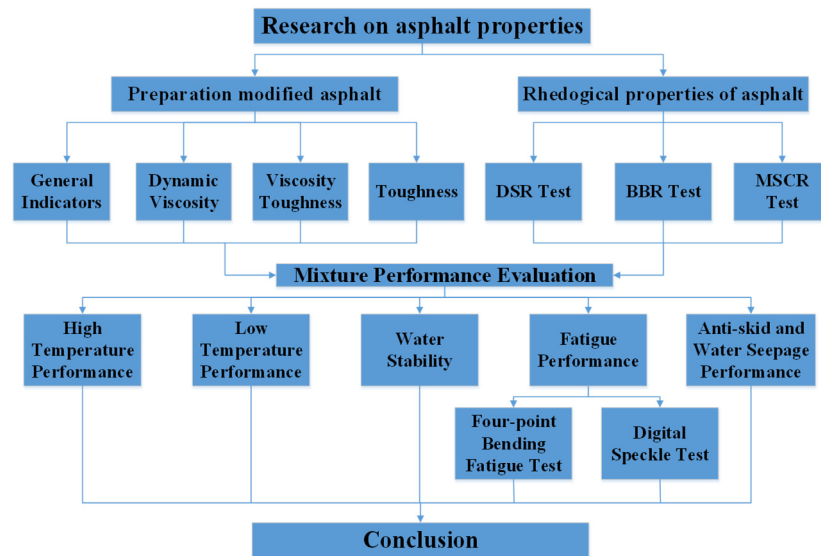 Research on asphalt properties
Preparation modified asphalt
Rhedogical properties of asphalt
General
Indicators
Dynamic
Viscosity
Viscosity
Toughness
Toughness
DSR Test
BBR Test
MSCR
Test
Mixture Performance Evaluation
High
Temperature
Performance
Low
Temperature
Performance
Water
Stability
Fatigue
Performance
Anti-skid and
Water Seepage
Performance
Four-point
Bending
Fatigue Test
Digital
Speckle Test
Conclusion